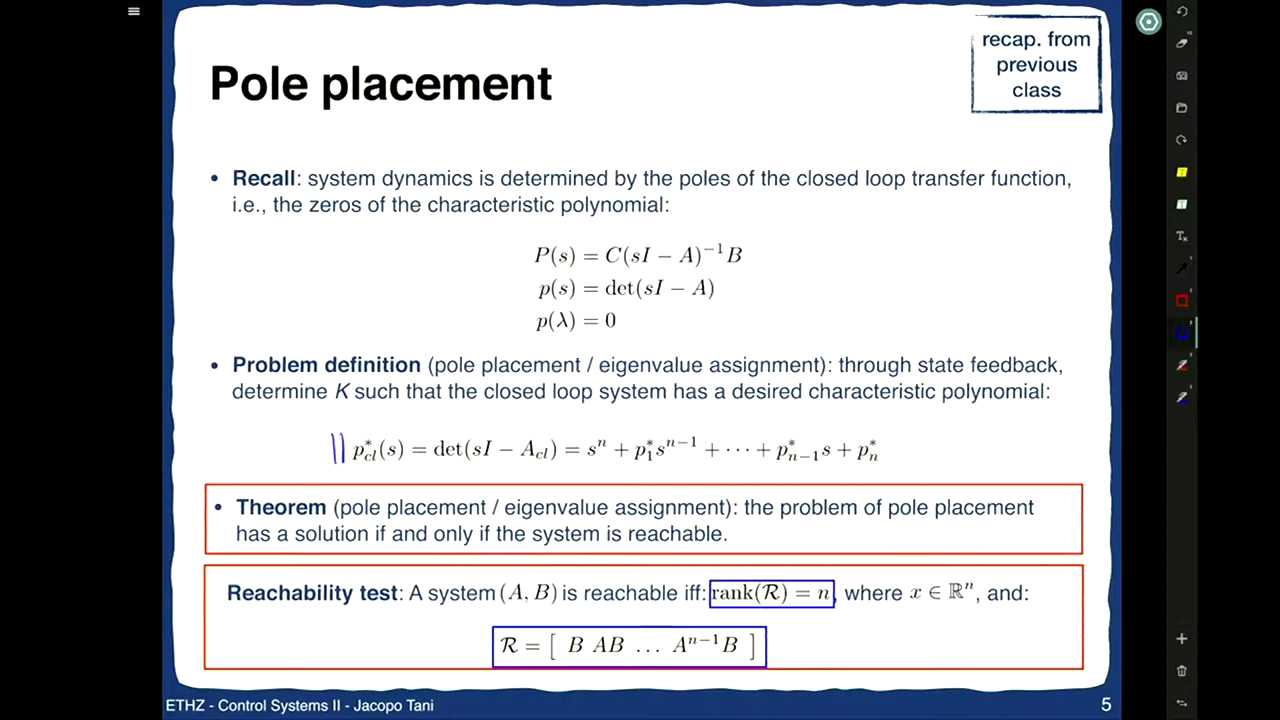 recap. from
previous
class
Pole placement
• Recall: system dynamics is determined by the poles of the closed loop transfer function,
i.e., the zeros of the characteristic polynomial:
P(s) = C(sI − A)⁻¹B
p(s) = det(sI − A)
p(λ) = 0
• Problem definition (pole placement / eigenvalue assignment): through state feedback,
determine K such that the closed loop system has a desired characteristic polynomial:
p*_cl(s) = det(sI − A_cl) = sⁿ + p*_1 sⁿ⁻¹ + ··· + p*_{n−1} s + p*_n
• Theorem (pole placement / eigenvalue assignment): the problem of pole placement
has a solution if and only if the system is reachable.
Reachability test: A system (A, B) is reachable iff: rank(ℛ) = n, where x ∈ ℝⁿ, and:
ℛ = [ B AB … Aⁿ⁻¹B ]
ETHZ - Control Systems II - Jacopo Tani
5